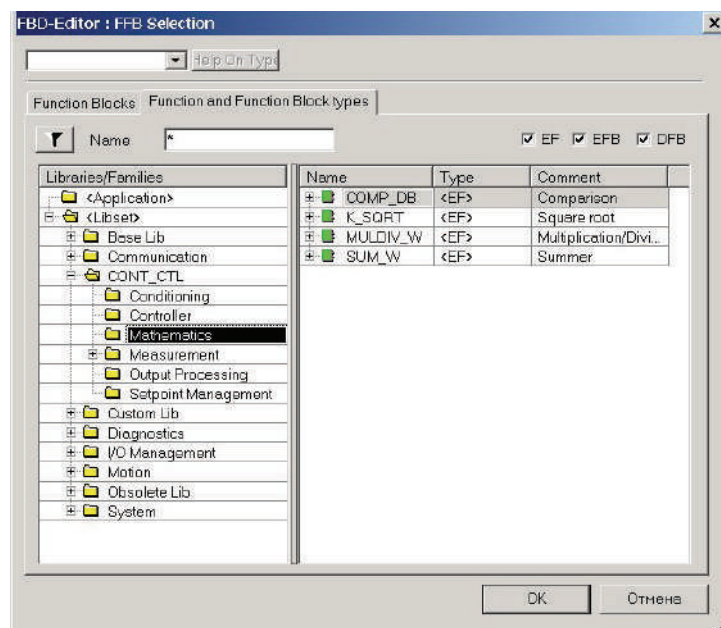 FBD-Editor : FFB Selection
Help On Type
Function Blocks Function and Function Block types
Name * EF EFB DFB
Libraries/Families Name Type Comment
<Application> COMP_DB <EF> Comparison
<Libset> K_SQRT <EF> Square root
Base Lib MULDIV_W <EF> Multiplication/Divi...
Communication SUM_W <EF> Summer
CONT_CTL
Conditioning
Controller
Mathematics
Measurement
Output Processing
Setpoint Management
Custom Lib
Diagnostics
I/O Management
Motion
Obsolete Lib
System
OK Отмена